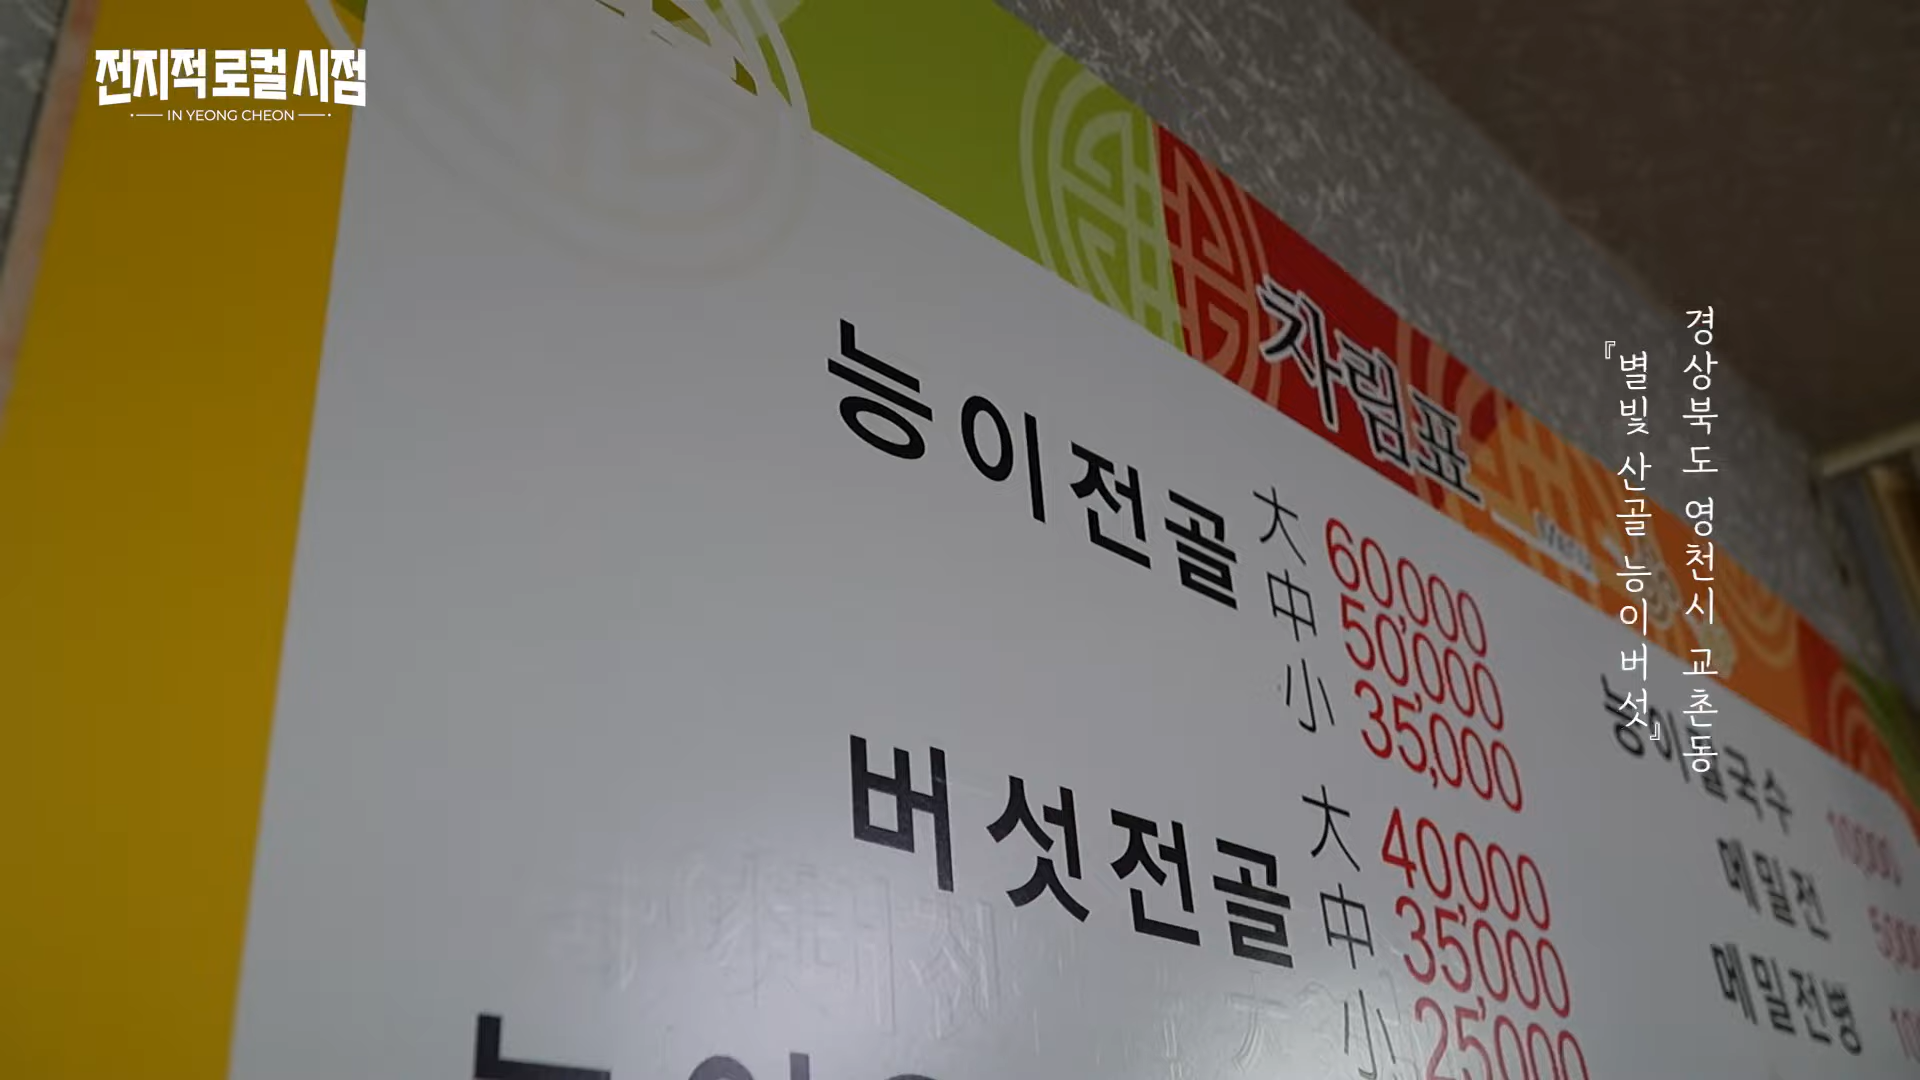 전지적 로컬 시점
IN YEONG CHEON
경상북도 영천시 교촌동
『별빛 산골 능이버섯』
차림표
능이전골 大 60,000
中 50,000
小 35,000
버섯전골 大 40,000
中 35,000
小 25,000
능이칼국수 10,000
메밀전
메밀전병